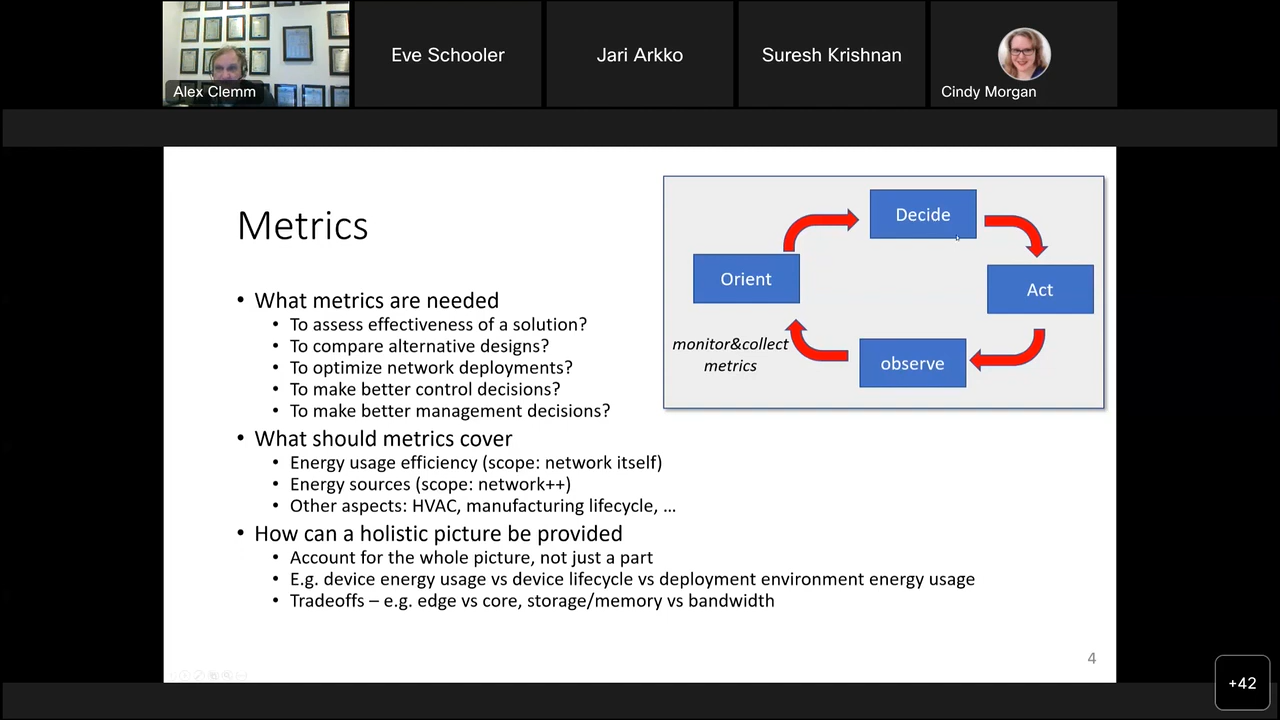 Alex Clemm
Eve Schooler
Jari Arkko
Suresh Krishnan
Cindy Morgan
Metrics
• What metrics are needed
• To assess effectiveness of a solution?
• To compare alternative designs?
• To optimize network deployments?
• To make better control decisions?
• To make better management decisions?
• What should metrics cover
• Energy usage efficiency (scope: network itself)
• Energy sources (scope: network++)
• Other aspects: HVAC, manufacturing lifecycle, …
• How can a holistic picture be provided
• Account for the whole picture, not just a part
• E.g. device energy usage vs device lifecycle vs deployment environment energy usage
• Tradeoffs – e.g. edge vs core, storage/memory vs bandwidth
Decide
Orient
Act
monitor&collect
metrics
observe
4
+42